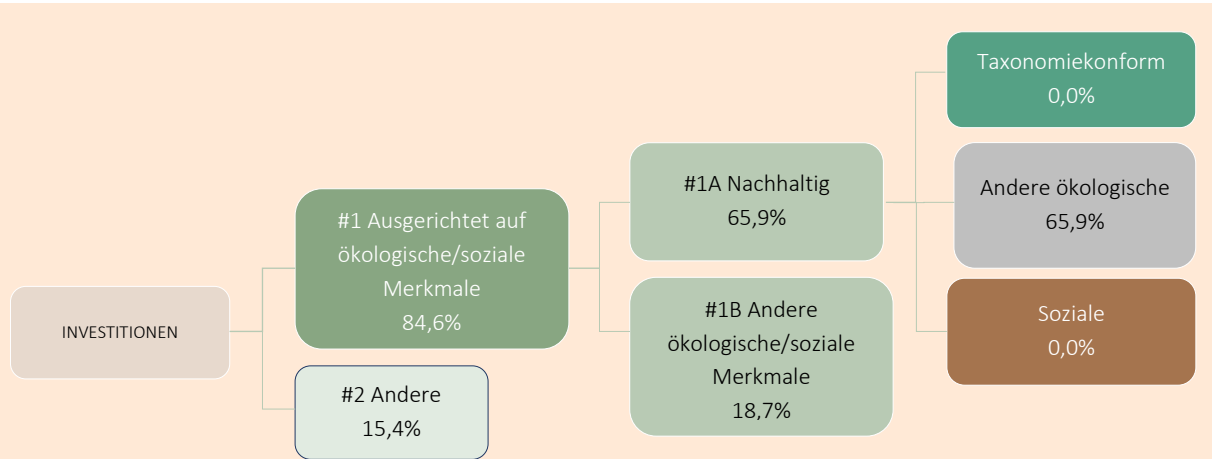 INVESTITIONEN
#1 Ausgerichtet auf
ökologische/soziale
Merkmale
84,6%
#2 Andere
15,4%
#1A Nachhaltig
65,9%
#1B Andere
ökologische/soziale
Merkmale
18,7%
Taxonomiekonform
0,0%
Andere ökologische
65,9%
Soziale
0,0%